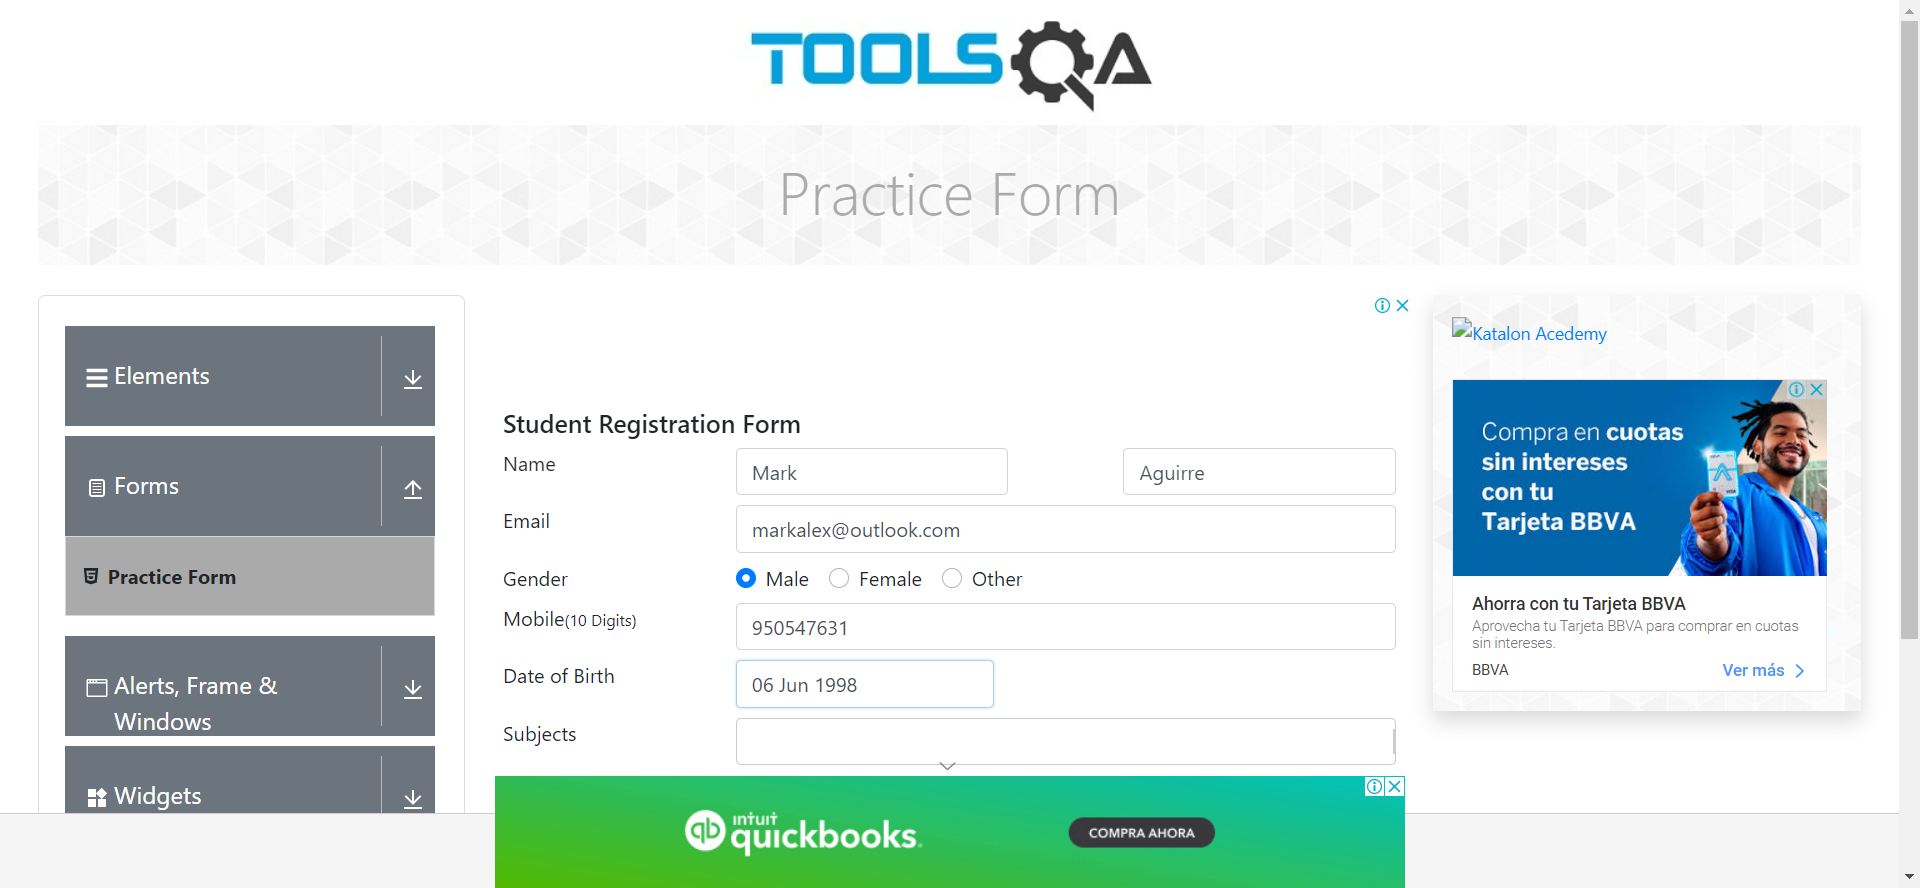 TOOLSQA
Practice Form
Elements
Forms
Practice Form
Alerts, Frame &
Windows
Widgets
Student Registration Form
Name
Mark
Aguirre
Email
markalex@outlook.com
Gender
Male
Female
Other
Mobile(10 Digits)
950547631
Date of Birth
06 Jun 1998
Subjects
Katalon Acedemy
Compra en cuotas
sin intereses
con tu
Tarjeta BBVA
VISA
Ahorra con tu Tarjeta BBVA
Aprovecha tu Tarjeta BBVA para comprar en cuotas
sin intereses.
BBVA
Ver más
qb
intuit
quickbooks.
COMPRA AHORA